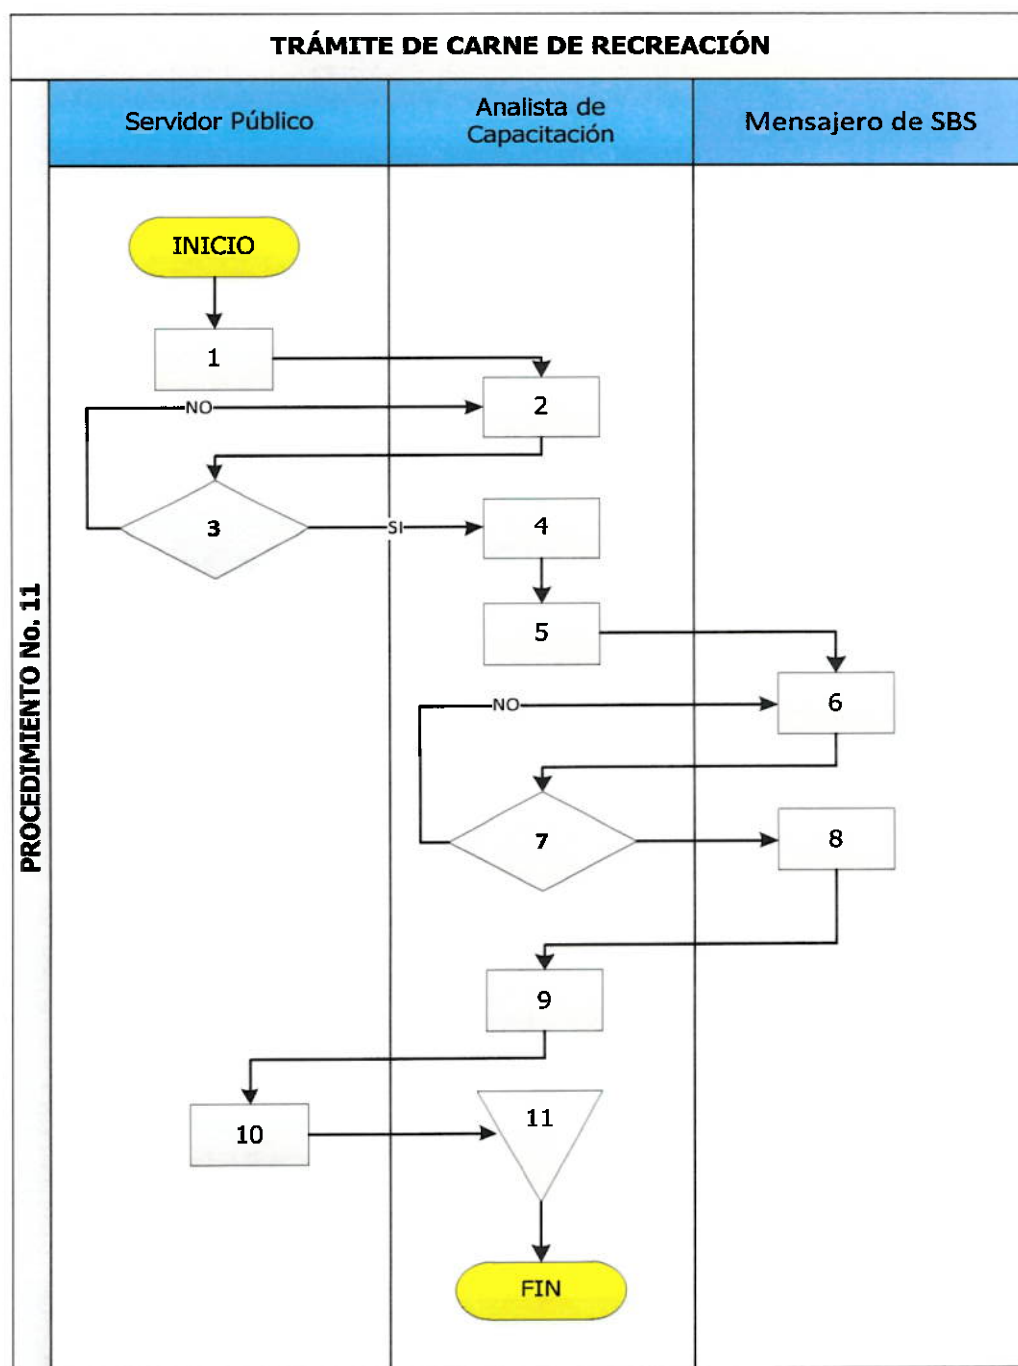 TRÁMITE DE CARNE DE RECREACIÓN
PROCEDIMIENTO No. 11
Servidor Público
Analista de
Capacitación
Mensajero de SBS
INICIO
1
2
NO
3
SI
4
5
6
NO
7
8
9
10
11
FIN